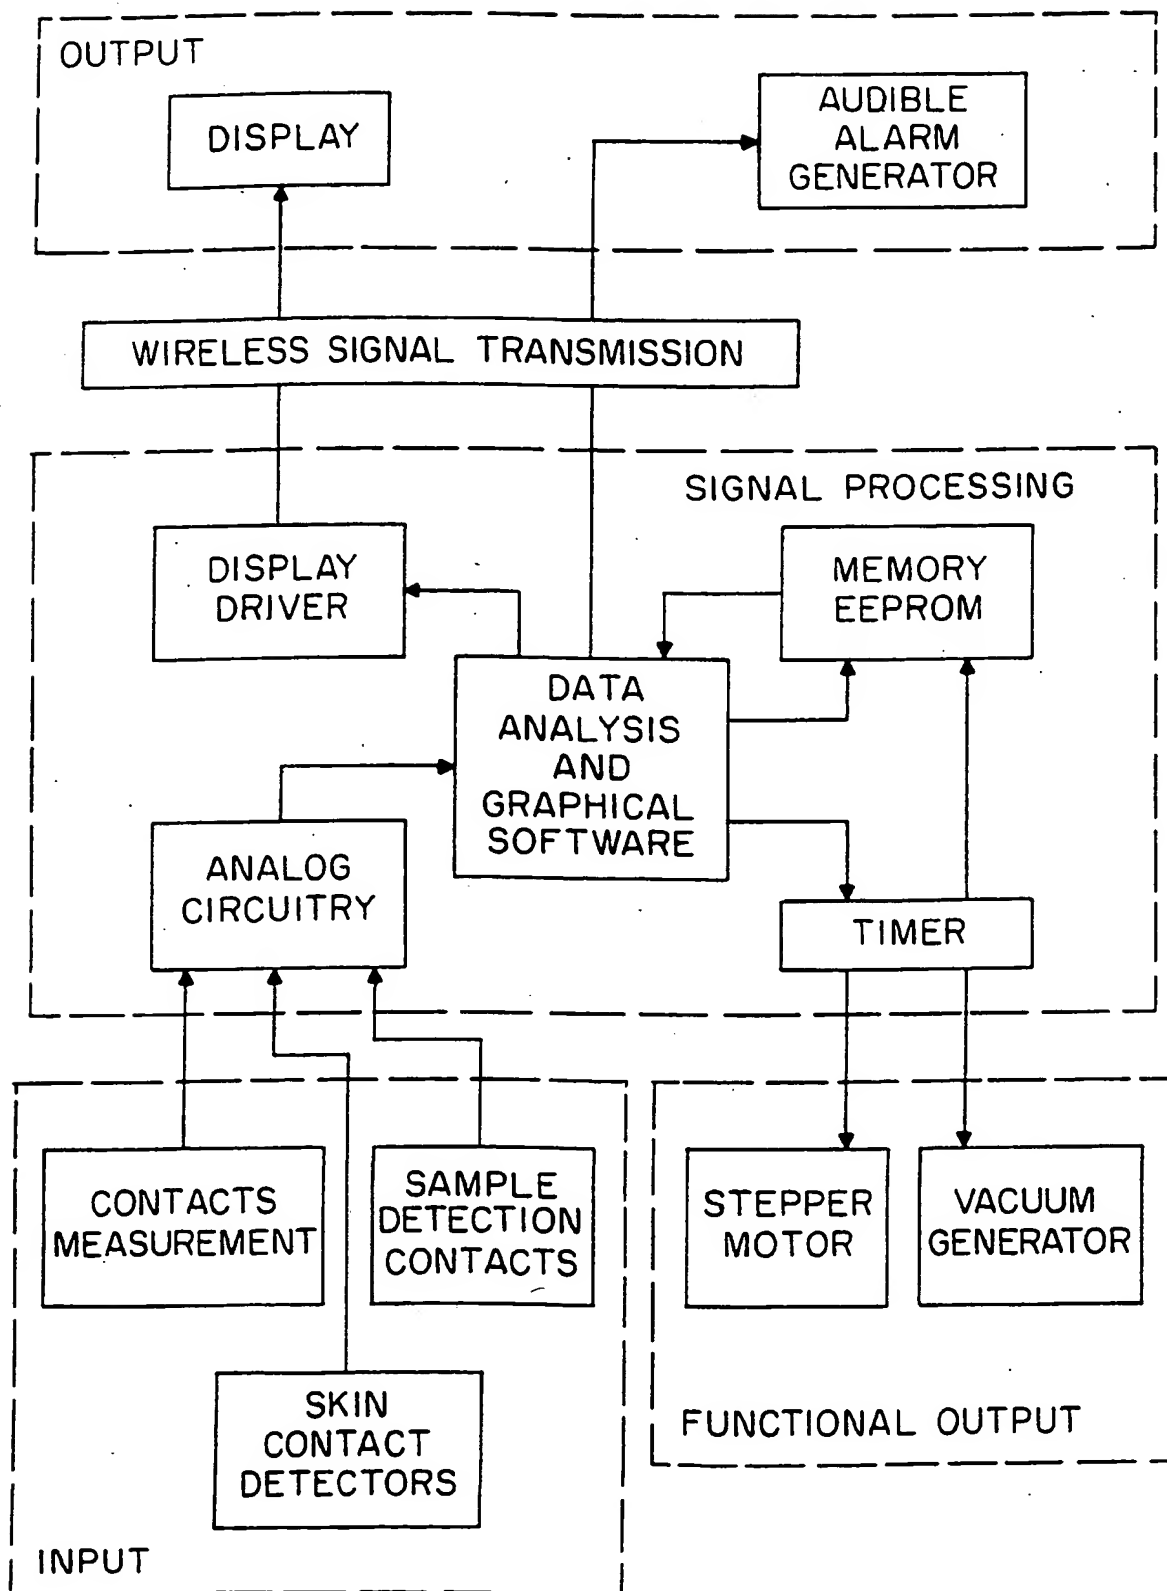 OUTPUT
DISPLAY
AUDIBLE
ALARM
GENERATOR
WIRELESS SIGNAL TRANSMISSION
SIGNAL PROCESSING
DISPLAY
DRIVER
MEMORY
EEPROM
DATA
ANALYSIS
AND
GRAPHICAL
SOFTWARE
ANALOG
CIRCUITRY
TIMER
CONTACTS
MEASUREMENT
SAMPLE
DETECTION
CONTACTS
STEPPER
MOTOR
VACUUM
GENERATOR
SKIN
CONTACT
DETECTORS
FUNCTIONAL OUTPUT
INPUT